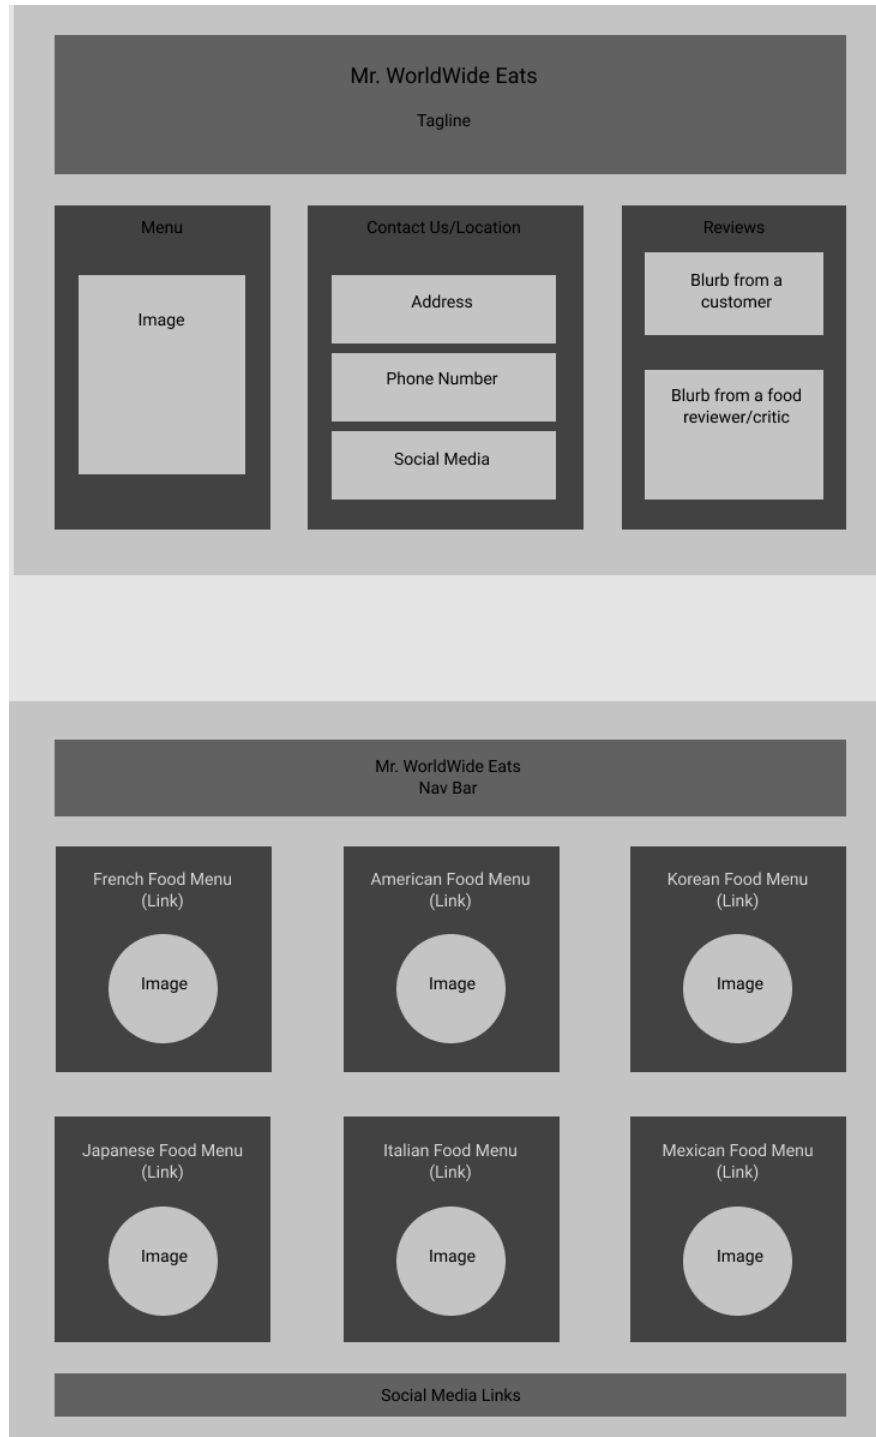 Mr. WorldWide Eats
Tagline
Menu
Image
Contact Us/Location
Address
Phone Number
Social Media
Reviews
Blurb from a
customer
Blurb from a food
reviewer/critic
Mr. WorldWide Eats
Nav Bar
French Food Menu
(Link)
Image
American Food Menu
(Link)
Image
Korean Food Menu
(Link)
Image
Japanese Food Menu
(Link)
Image
Italian Food Menu
(Link)
Image
Mexican Food Menu
(Link)
Image
Social Media Links